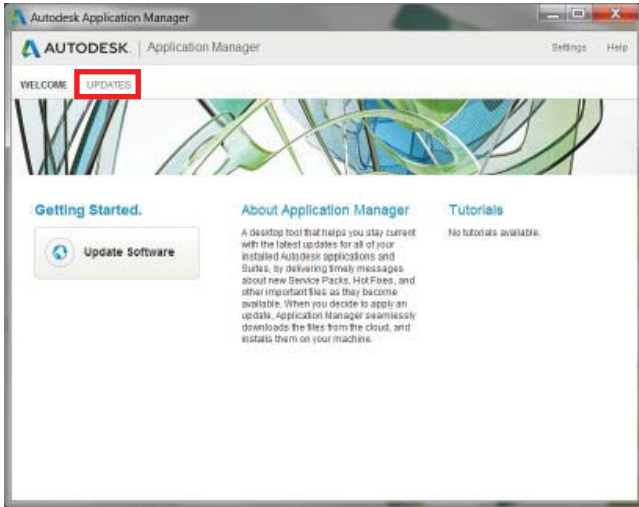 Autodesk Application Manager
AUTODESK. Application Manager
Settings Help
WELCOME UPDATES
Getting Started.
Update Software
About Application Manager
A desktop tool that helps you stay current
with the latest updates for all of your
installed Autodesk applications and
Suites, by delivering timely messages
about new Service Packs, Hot Fixes, and
other important files as they become
available. When you decide to apply an
update, Application Manager seamlessly
downloads the files from the cloud, and
installs them on your machine.
Tutorials
No tutorials available.